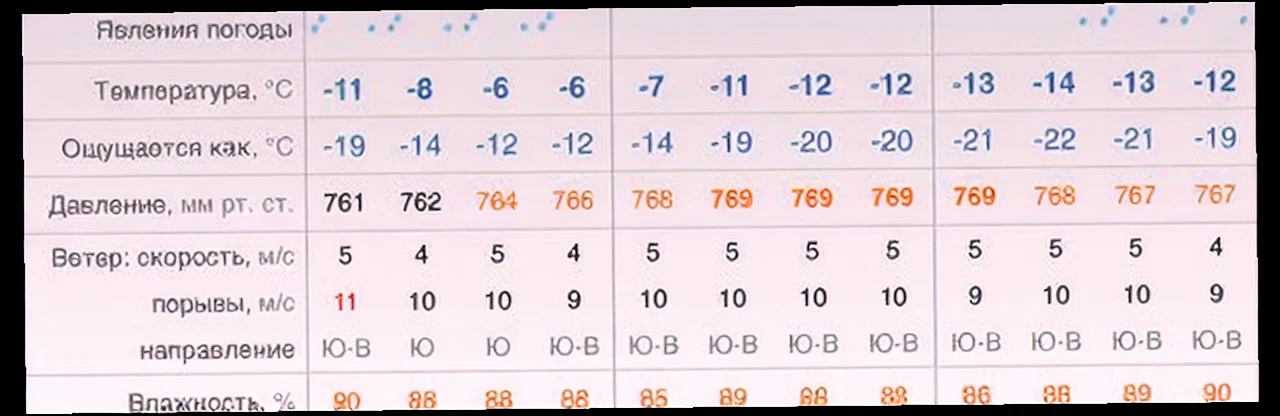 Явления погоды
Температура, °C -11 -8 -6 -6 -7 -11 -12 -12 -13 -14 -13 -12
Ощущается как, °C -19 -14 -12 -12 -14 -19 -20 -20 -21 -22 -21 -19
Давление, мм рт. ст. 761 762 764 766 768 769 769 769 769 768 767 767
Ветер: скорость, м/с 5 4 5 4 5 5 5 5 5 5 5 4
порывы, м/с 11 10 10 9 10 10 10 10 9 10 10 9
направление Ю-В Ю Ю Ю-В Ю-В Ю-В Ю-В Ю-В Ю-В Ю-В Ю-В Ю-В
Влажность, % 90 88 88 88 85 89 88 88 86 88 89 90